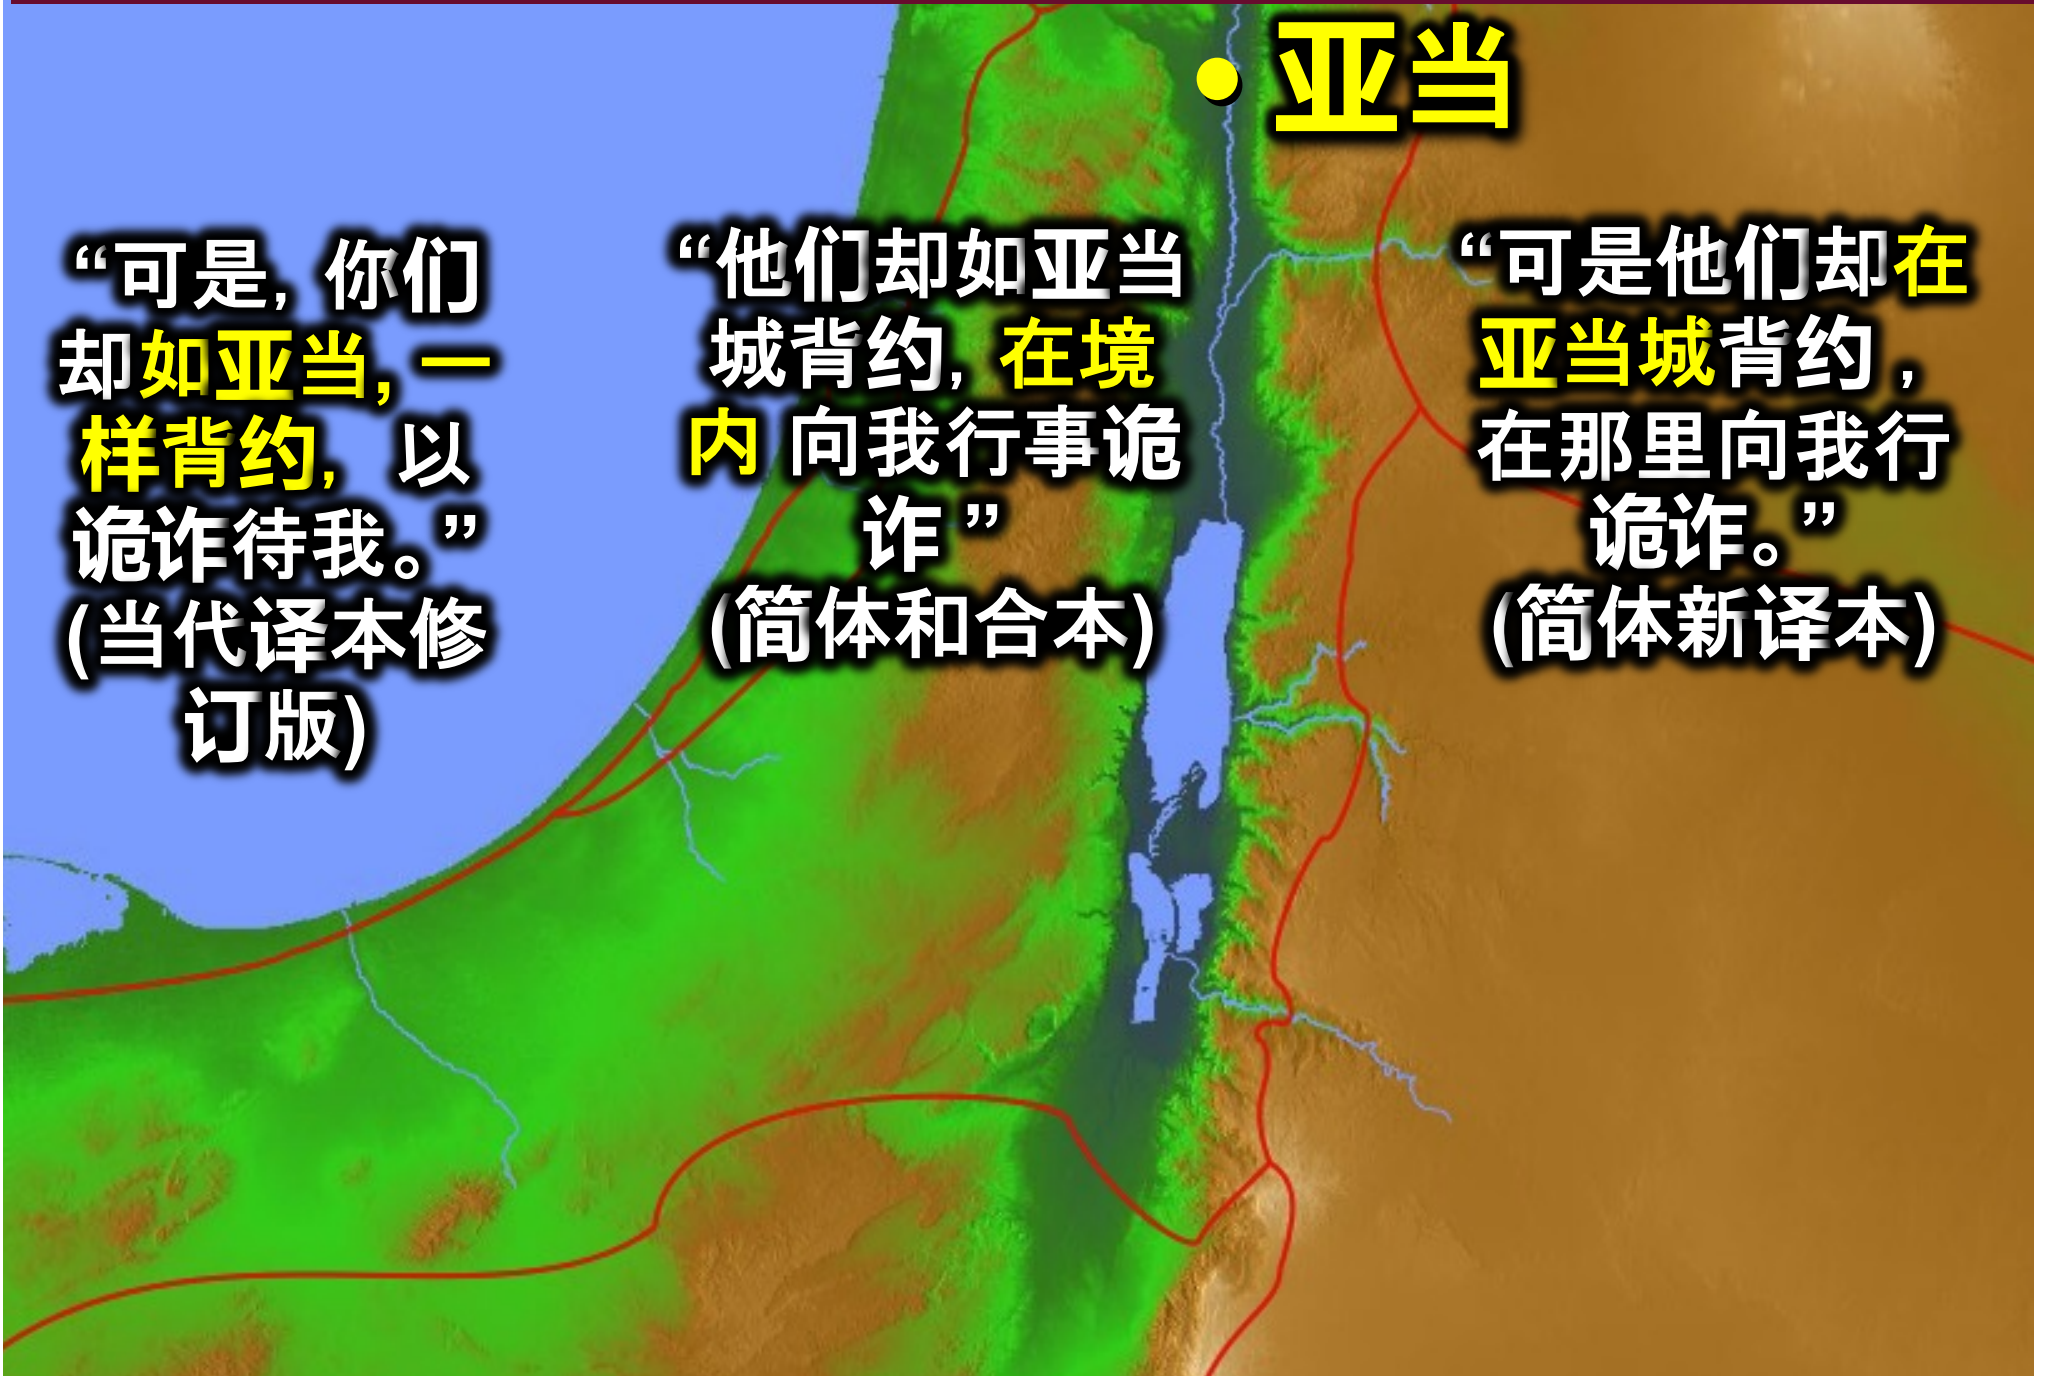 亚当
“可是, 你们
却如亚当, 一
样背约, 以
诡诈待我。”
(当代译本修
订版)
“他们却如亚当
城背约, 在境
内 向我行事诡
诈 ”
(简体和合本)
“可是他们却在
亚当城背约，
在那里向我行
诡诈。”
(简体新译本)